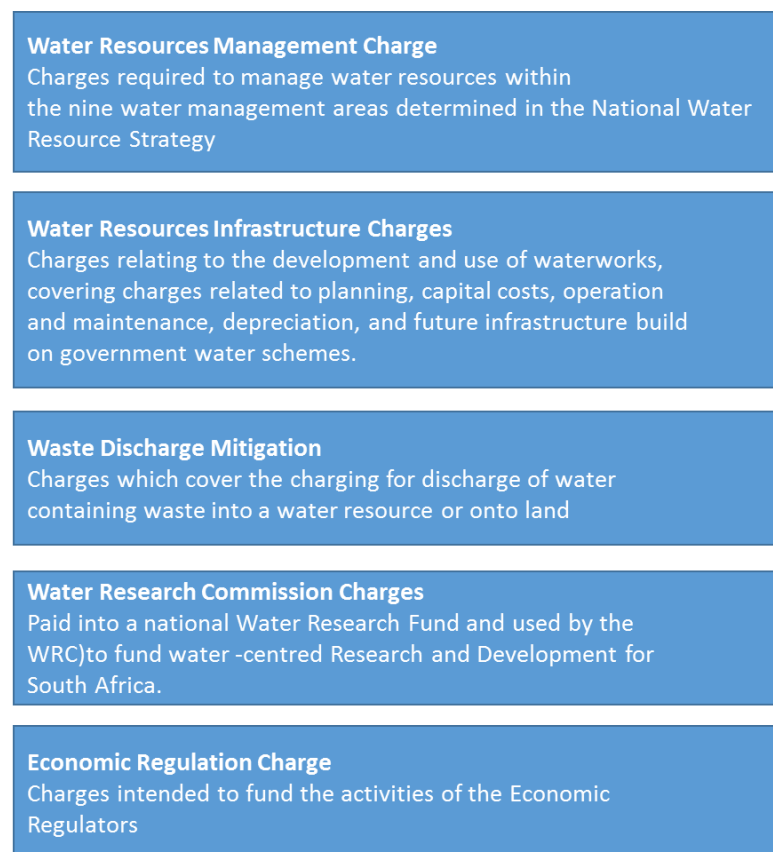 Water Resources Management Charge
Charges required to manage water resources within
the nine water management areas determined in the National Water
Resource Strategy
Water Resources Infrastructure Charges
Charges relating to the development and use of waterworks,
covering charges related to planning, capital costs, operation
and maintenance, depreciation, and future infrastructure build
on government water schemes.
Waste Discharge Mitigation
Charges which cover the charging for discharge of water
containing waste into a water resource or onto land
Water Research Commission Charges
Paid into a national Water Research Fund and used by the
WRC)to fund water -centred Research and Development for
South Africa.
Economic Regulation Charge
Charges intended to fund the activities of the Economic
Regulators